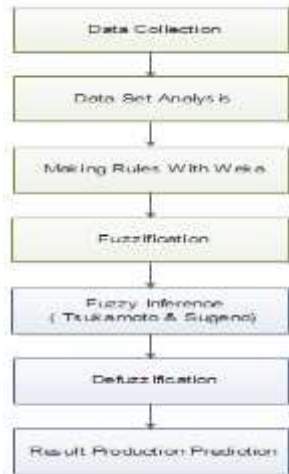 Data Collection
Data Set Analysis
Making Rules With Weka
Fuzzification
Fuzzy Inference
( Tsukamoto & Sugeno)
Defuzzification
Result Production Prediction